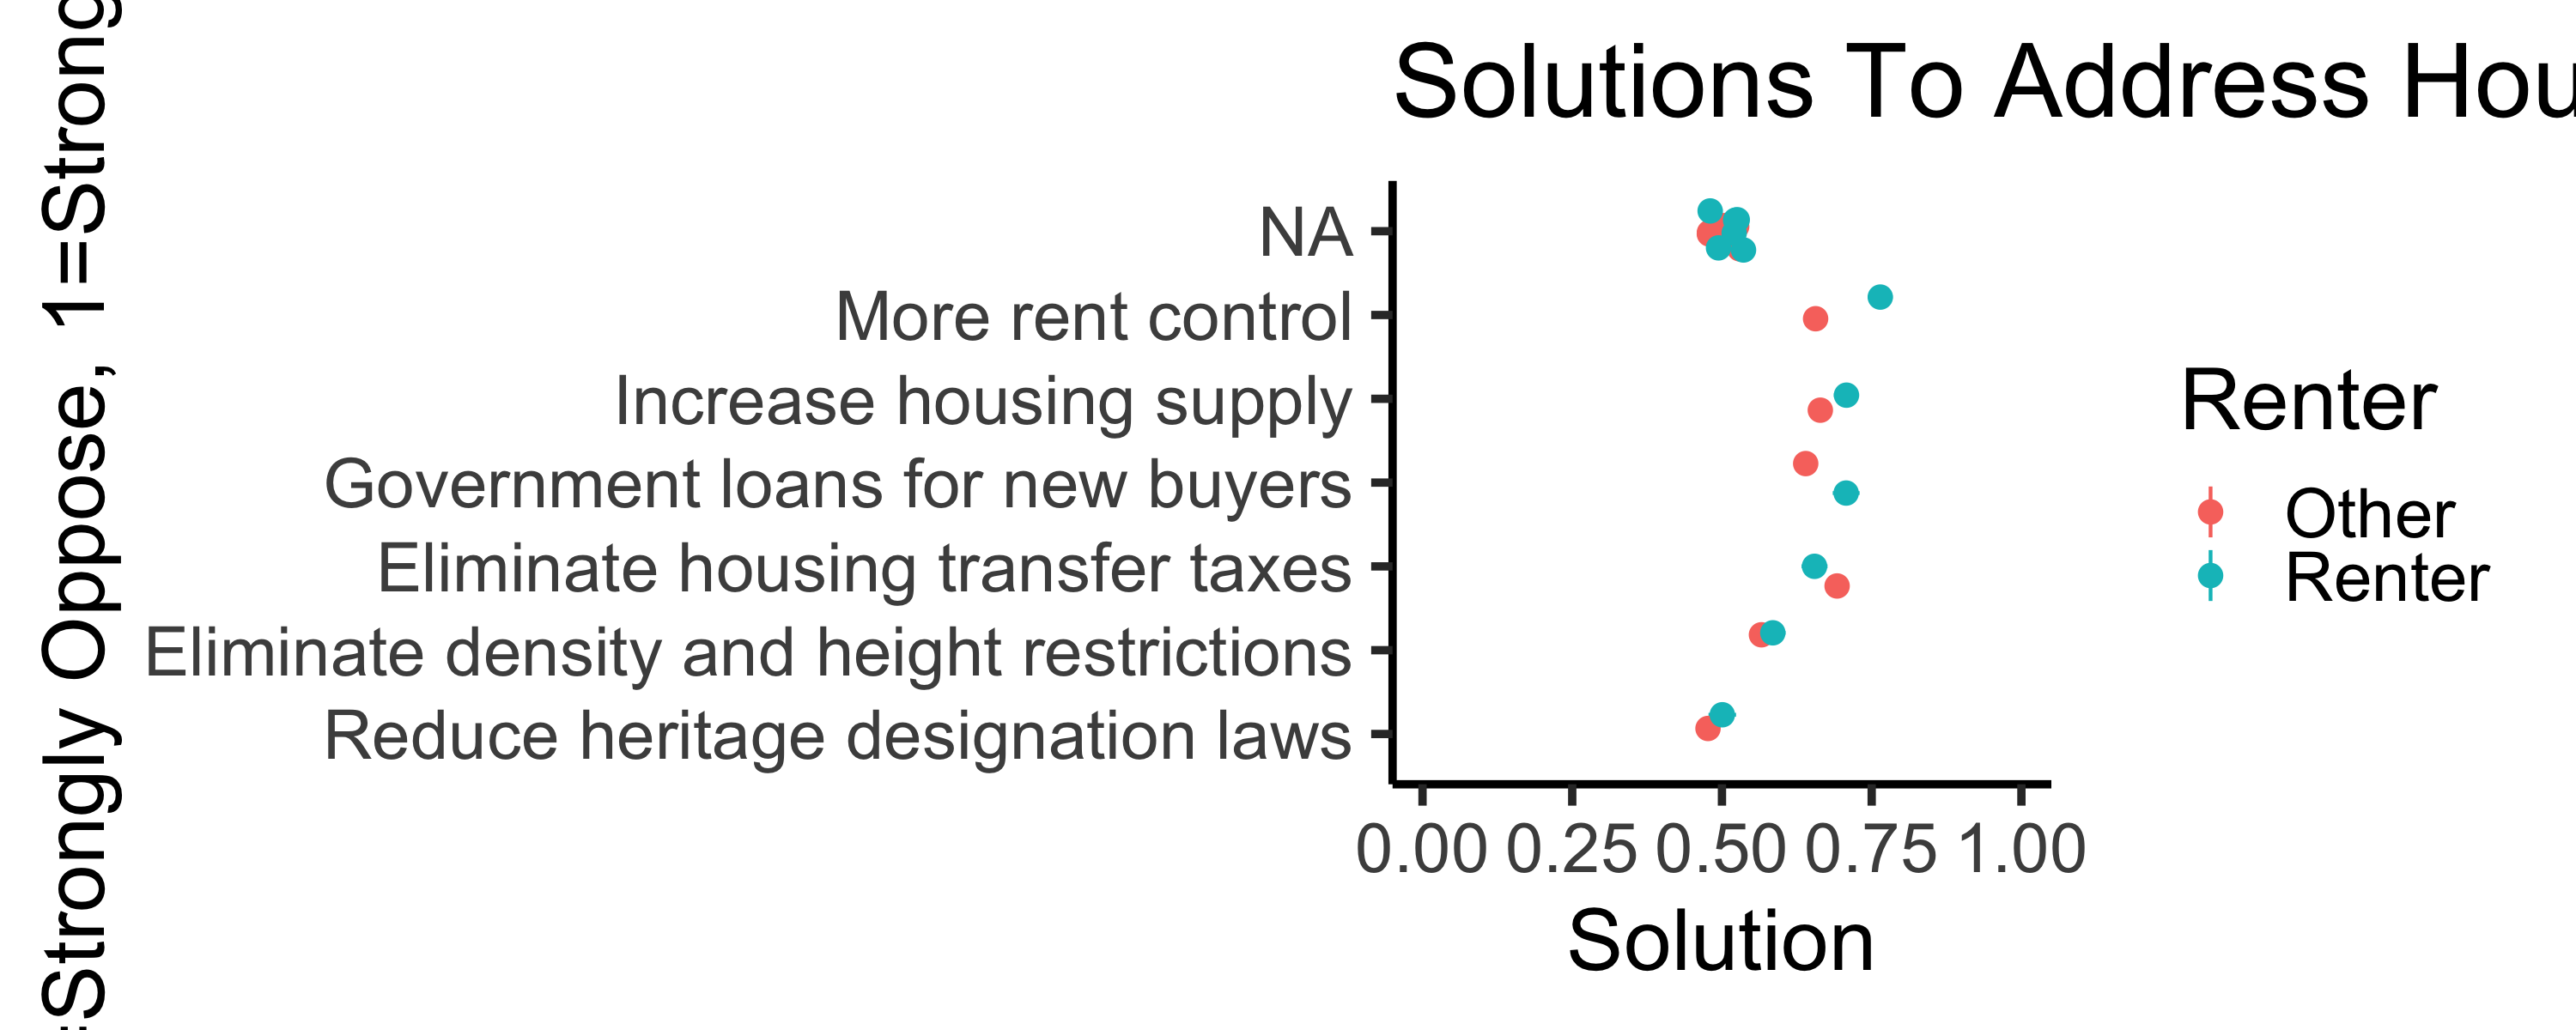 Solutions To Address Hou
=Strongly Oppose, 1=Strong
NA
More rent control
Increase housing supply
Government loans for new buyers
Eliminate housing transfer taxes
Eliminate density and height restrictions
Reduce heritage designation laws
0.00 0.25 0.50 0.75 1.00
Solution
Renter
Other
Renter